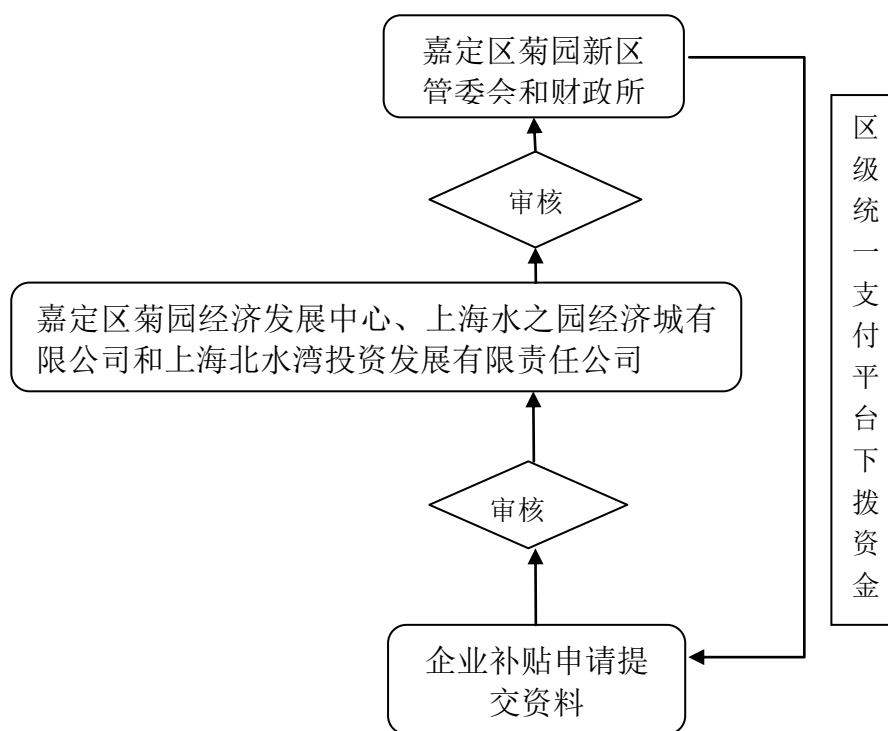 嘉定区菊园新区
管委会和财政所
审核
嘉定区菊园经济发展中心、上海水之园经济城有
限公司和上海北水湾投资发展有限责任公司
审核
企业补贴申请提
交资料
区级统一支付平台下拨资金